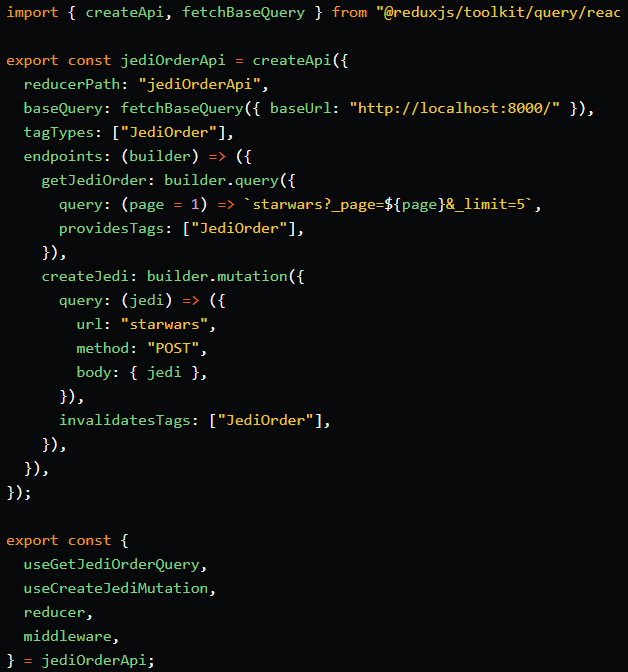 import { createApi, fetchBaseQuery } from "@reduxjs/toolkit/query/reac

export const jediOrderApi = createApi({
  reducerPath: "jediOrderApi",
  baseQuery: fetchBaseQuery({ baseUrl: "http://localhost:8000/" }),
  tagTypes: ["JediOrder"],
  endpoints: (builder) => ({
    getJediOrder: builder.query({
      query: (page = 1) => `starwars?_page=${page}&_limit=5`,
      providesTags: ["JediOrder"],
    }),
    createJedi: builder.mutation({
      query: (jedi) => ({
        url: "starwars",
        method: "POST",
        body: { jedi },
      }),
      invalidatesTags: ["JediOrder"],
    }),
  }),
});

export const {
  useGetJediOrderQuery,
  useCreateJediMutation,
  reducer,
  middleware,
} = jediOrderApi;